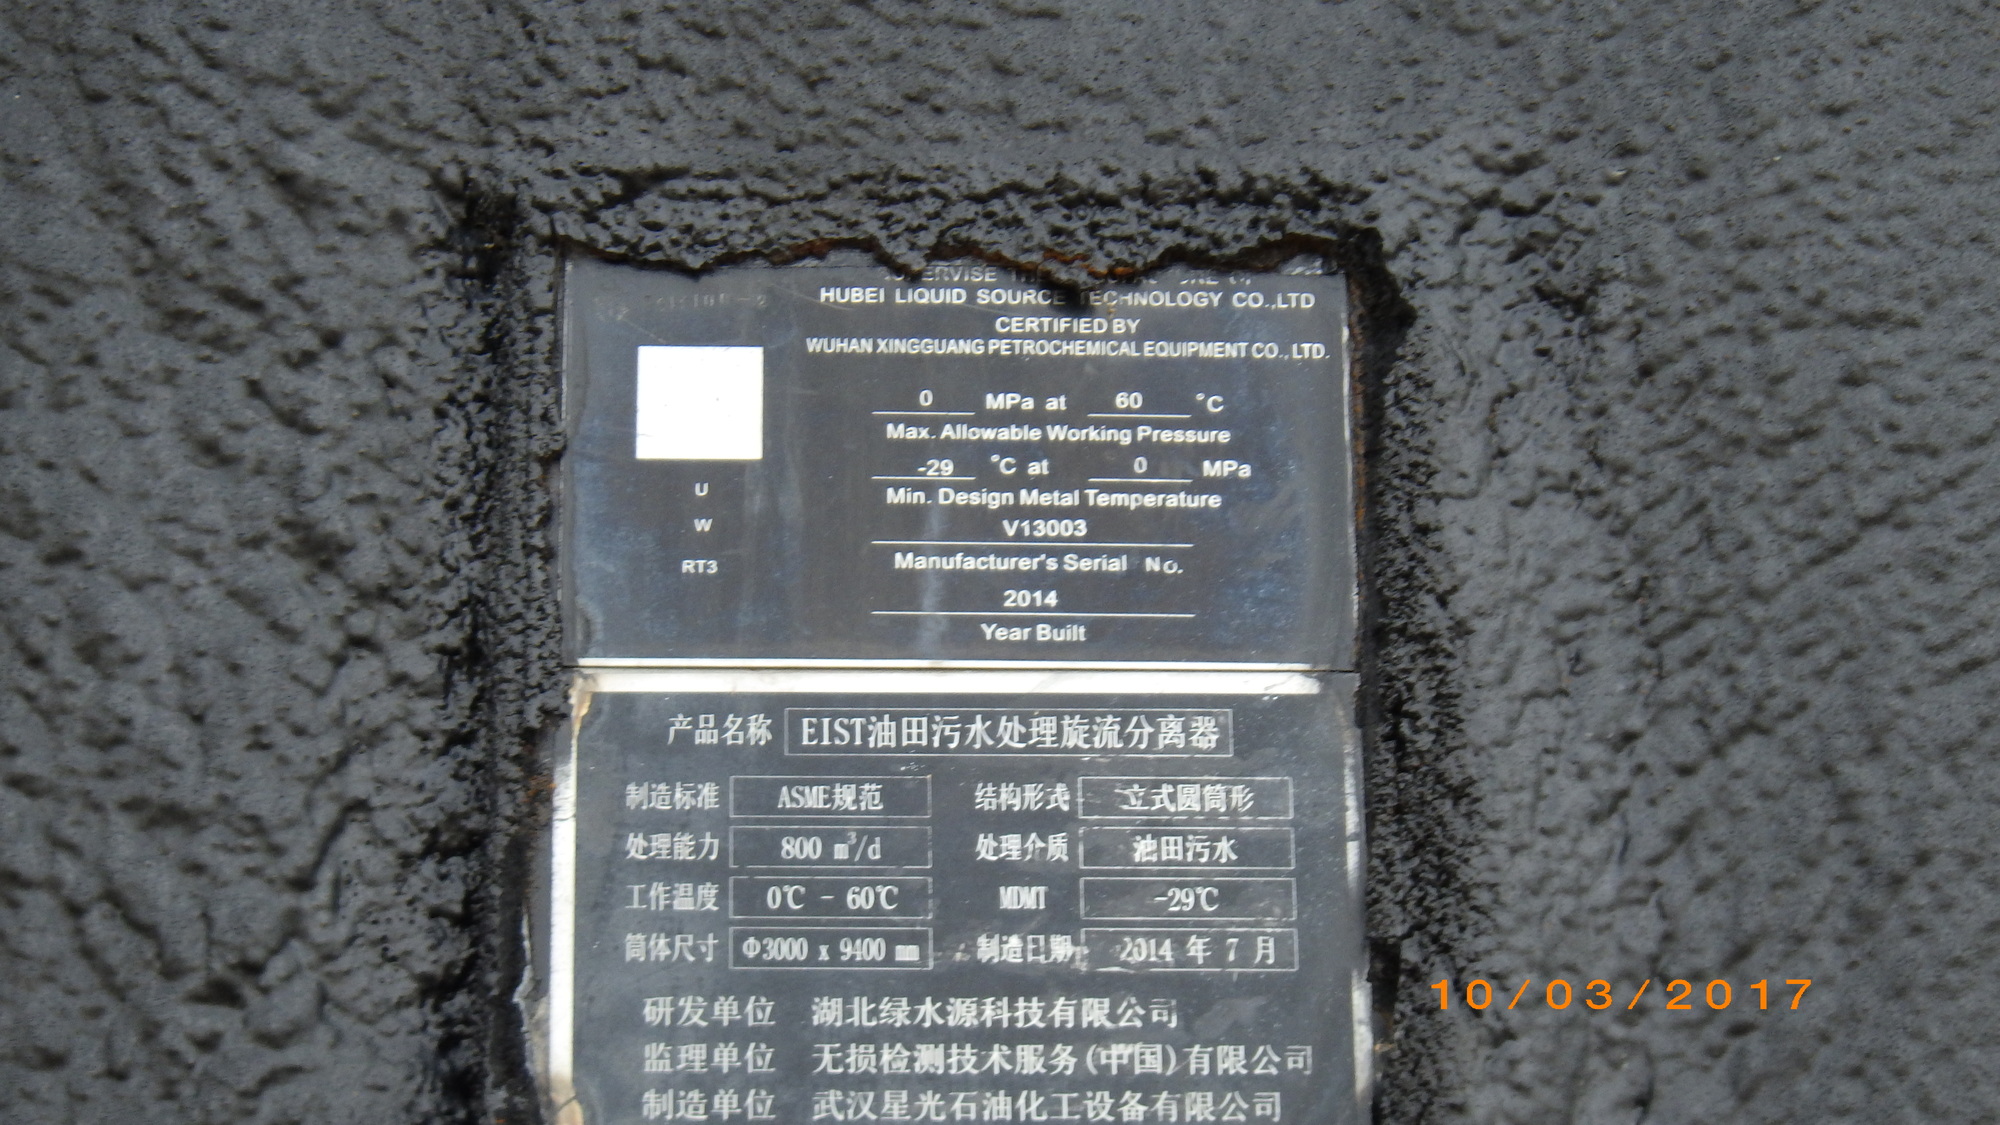 HUBEI LIQUID SOURCE TECHNOLOGY CO.,LTD
CERTIFIED BY
WUHAN XINGGUANG PETROCHEMICAL EQUIPMENT CO., LTD.
0 MPa at 60 °C
Max. Allowable Working Pressure
-29 °C at 0 MPa
Min. Design Metal Temperature
V13003
Manufacturer's Serial No.
2014
Year Built
U
W
RT3
产品名称 EIST油田污水处理旋流分离器
制造标准 ASME规范 结构形式 立式圆筒形
处理能力 800 m³/d 处理介质 油田污水
工作温度 0℃ - 60℃ MDMT -29℃
筒体尺寸 Φ3000 x 9400 mm 制造日期 2014 年 7 月
研发单位 湖北绿水源科技有限公司
监理单位 无损检测技术服务(中国)有限公司
制造单位 武汉星光石油化工设备有限公司
10/03/2017